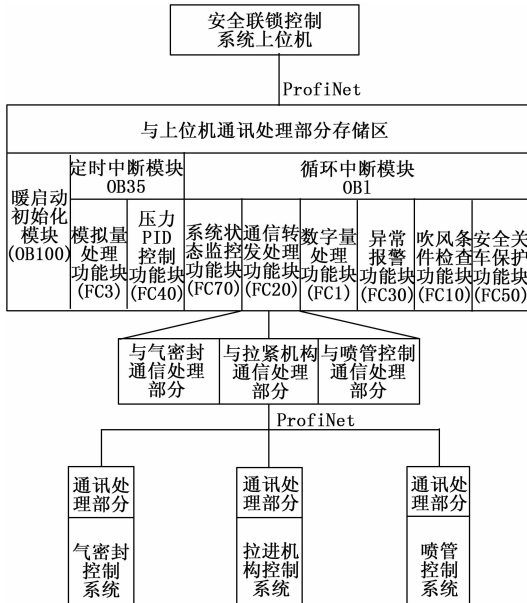 安全联锁控制
系统上位机
ProfiNet
与上位机通讯处理部分存储区
暖启动
初始化
模块
(OB100)
定时中断模块
OB35
循环中断模块
OB1
模拟量
处理
功能块
(FC3)
压力
PID
控制
功能块
(FC40)
系统状
态监控
功能块
(FC70)
通信转
发处理
功能块
(FC20)
数字量
处理
功能块
(FC1)
异常
报警
功能块
(FC30)
吹风条
件检查
功能块
(FC10)
安全关
车保护
功能块
(FC50)
与气密封
通信处理
部分
与拉紧机构
通信处理
部分
与喷管控制
通信处理
部分
ProfiNet
通讯处
理部分
气密封
控制
系统
通讯处
理部分
拉进机
构控制
系统
通讯处
理部分
喷管
控制
系统